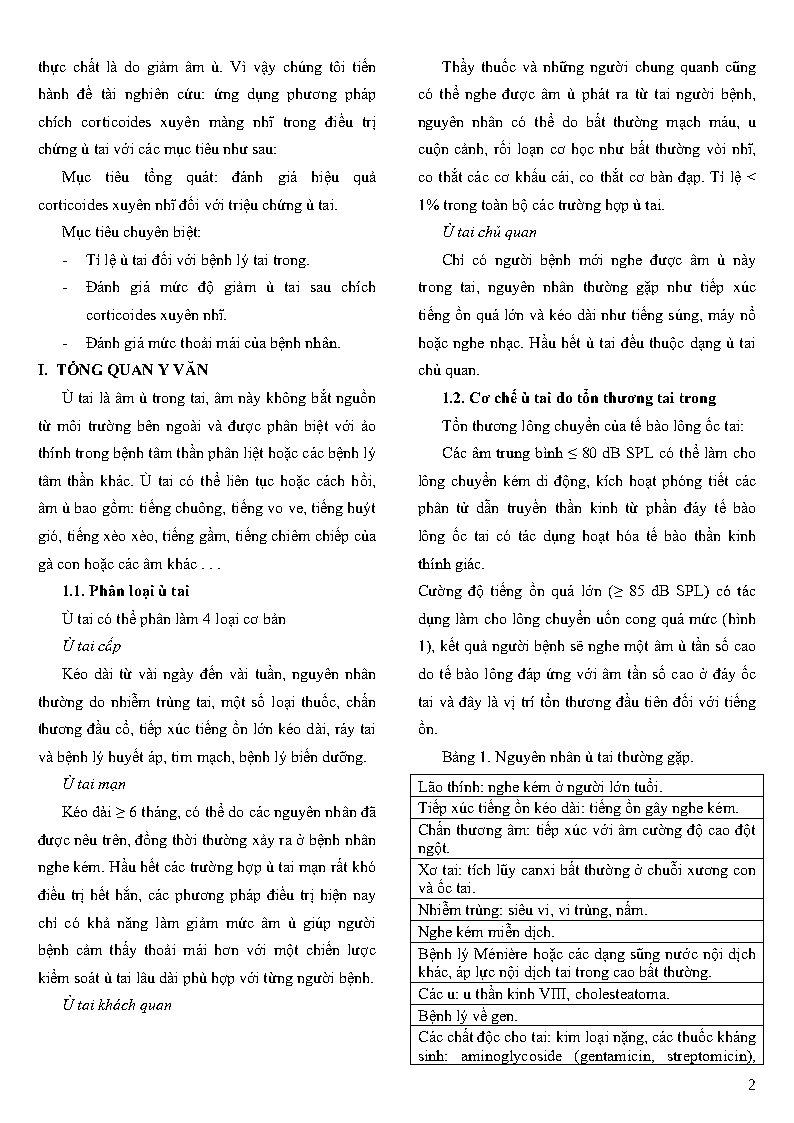 thực chất là do giảm âm ù. Vì vậy chúng tôi tiến
hành đề tài nghiên cứu: ứng dụng phương pháp
chích corticoides xuyên màng nhĩ trong điều trị
chứng ù tai với các mục tiêu như sau:
Mục tiêu tổng quát: đánh giá hiệu quả
corticoides xuyên nhĩ đối với triệu chứng ù tai.
Mục tiêu chuyên biệt:
- Tỉ lệ ù tai đối với bệnh lý tai trong.
- Đánh giá mức độ giảm ù tai sau chích
corticoides xuyên nhĩ.
- Đánh giá mức thoải mái của bệnh nhân.
I. TỔNG QUAN Y VĂN
Ù tai là âm ù trong tai, âm này không bắt nguồn
từ môi trường bên ngoài và được phân biệt với ảo
thính trong bệnh tâm thần phân liệt hoặc các bệnh lý
tâm thần khác. Ù tai có thể liên tục hoặc cách hồi,
âm ù bao gồm: tiếng chuông, tiếng vo ve, tiếng huýt
gió, tiếng xèo xèo, tiếng gầm, tiếng chiêm chiếp của
gà con hoặc các âm khác . . .
1.1. Phân loại ù tai
Ù tai có thể phân làm 4 loại cơ bản
Ù tai cấp
Kéo dài từ vài ngày đến vài tuần, nguyên nhân
thường do nhiễm trùng tai, một số loại thuốc, chấn
thương đầu cổ, tiếp xúc tiếng ồn lớn kéo dài, ráy tai
và bệnh lý huyết áp, tim mạch, bệnh lý biến dưỡng.
Ù tai mạn
Kéo dài ≥ 6 tháng, có thể do các nguyên nhân đã
được nêu trên, đồng thời thường xảy ra ở bệnh nhân
nghe kém. Hầu hết các trường hợp ù tai mạn rất khó
điều trị hết hẳn, các phương pháp điều trị hiện nay
chỉ có khả năng làm giảm mức âm ù giúp người
bệnh cảm thấy thoải mái hơn với một chiến lược
kiểm soát ù tai lâu dài phù hợp với từng người bệnh.
Ù tai khách quan
Thầy thuốc và những người chung quanh cũng
có thể nghe được âm ù phát ra từ tai người bệnh,
nguyên nhân có thể do bất thường mạch máu, u
cuộn cảnh, rối loạn cơ học như bất thường vòi nhĩ,
co thắt các cơ khẩu cái, co thắt cơ bàn đạp. Tỉ lệ <
1% trong toàn bộ các trường hợp ù tai.
Ù tai chủ quan
Chỉ có người bệnh mới nghe được âm ù này
trong tai, nguyên nhân thường gặp như tiếp xúc
tiếng ồn quá lớn và kéo dài như tiếng súng, máy nổ
hoặc nghe nhạc. Hầu hết ù tai đều thuộc dạng ù tai
chủ quan.
1.2. Cơ chế ù tai do tổn thương tai trong
Tổn thương lông chuyển của tế bào lông ốc tai:
Các âm trung bình ≤ 80 dB SPL có thể làm cho
lông chuyển kém di động, kích hoạt phóng tiết các
phân tử dẫn truyền thần kinh từ phần đáy tế bào
lông ốc tai có tác dụng hoạt hóa tế bào thần kinh
thính giác.
Cường độ tiếng ồn quá lớn (≥ 85 dB SPL) có tác
dụng làm cho lông chuyển uốn cong quá mức (hình
1), kết quả người bệnh sẽ nghe một âm ù tần số cao
do tế bào lông đáp ứng với âm tần số cao ở đáy ốc
tai và đây là vị trí tổn thương đầu tiên đối với tiếng
ồn.
Bảng 1. Nguyên nhân ù tai thường gặp.
Lão thính: nghe kém ở người lớn tuổi.
Tiếp xúc tiếng ồn kéo dài: tiếng ồn gây nghe kém.
Chấn thương âm: tiếp xúc với âm cường độ cao đột
ngột.
Xơ tai: tích lũy canxi bất thường ở chuỗi xương con
và ốc tai.
Nhiễm trùng: siêu vi, vi trùng, nấm.
Nghe kém miễn dịch.
Bệnh lý Ménière hoặc các dạng sũng nước nội dịch
khác, áp lực nội dịch tai trong cao bất thường.
Các u: u thần kinh VIII, cholesteatoma.
Bệnh lý về gen.
Các chất độc cho tai: kim loại nặng, các thuốc kháng
sinh: aminoglycoside (gentamicin, streptomicin),
2